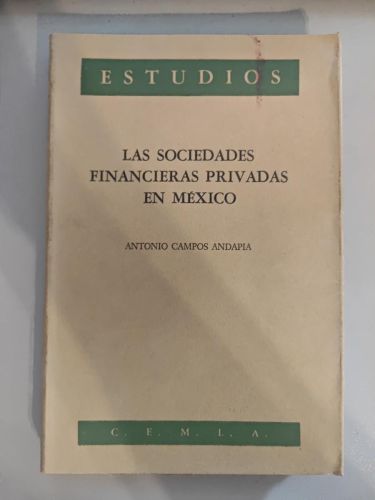 ESTUDIOS
LAS SOCIEDADES
FINANCIERAS PRIVADAS
EN MÉXICO
ANTONIO CAMPOS ANDAPIA
C. E. M. L. A.